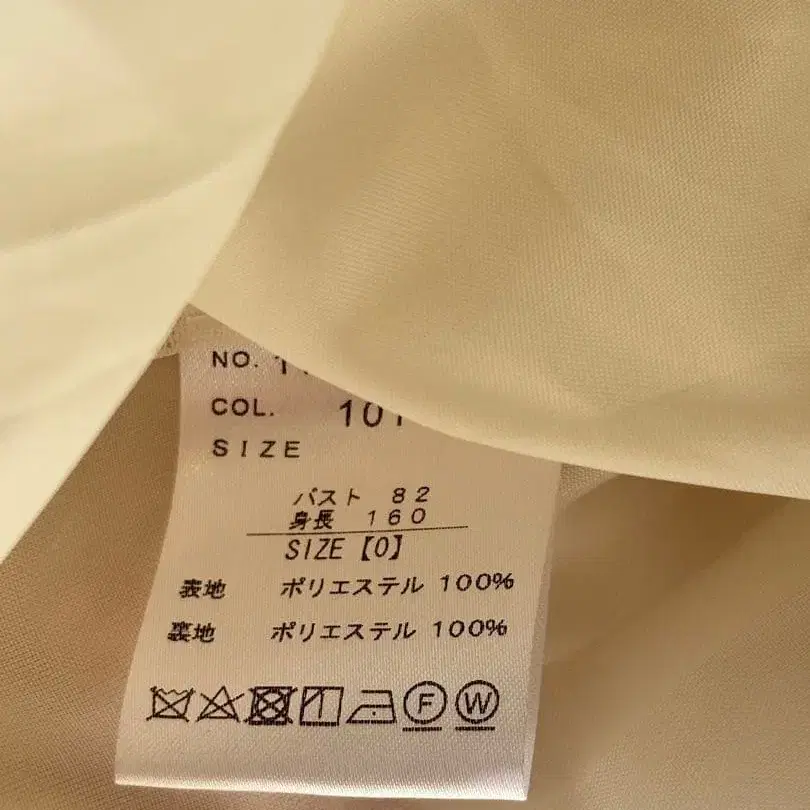 NO.
COL. 101
SIZE
バスト 82
身長 160
SIZE【0】
表地 ポリエステル 100%
裏地 ポリエステル 100%
F W